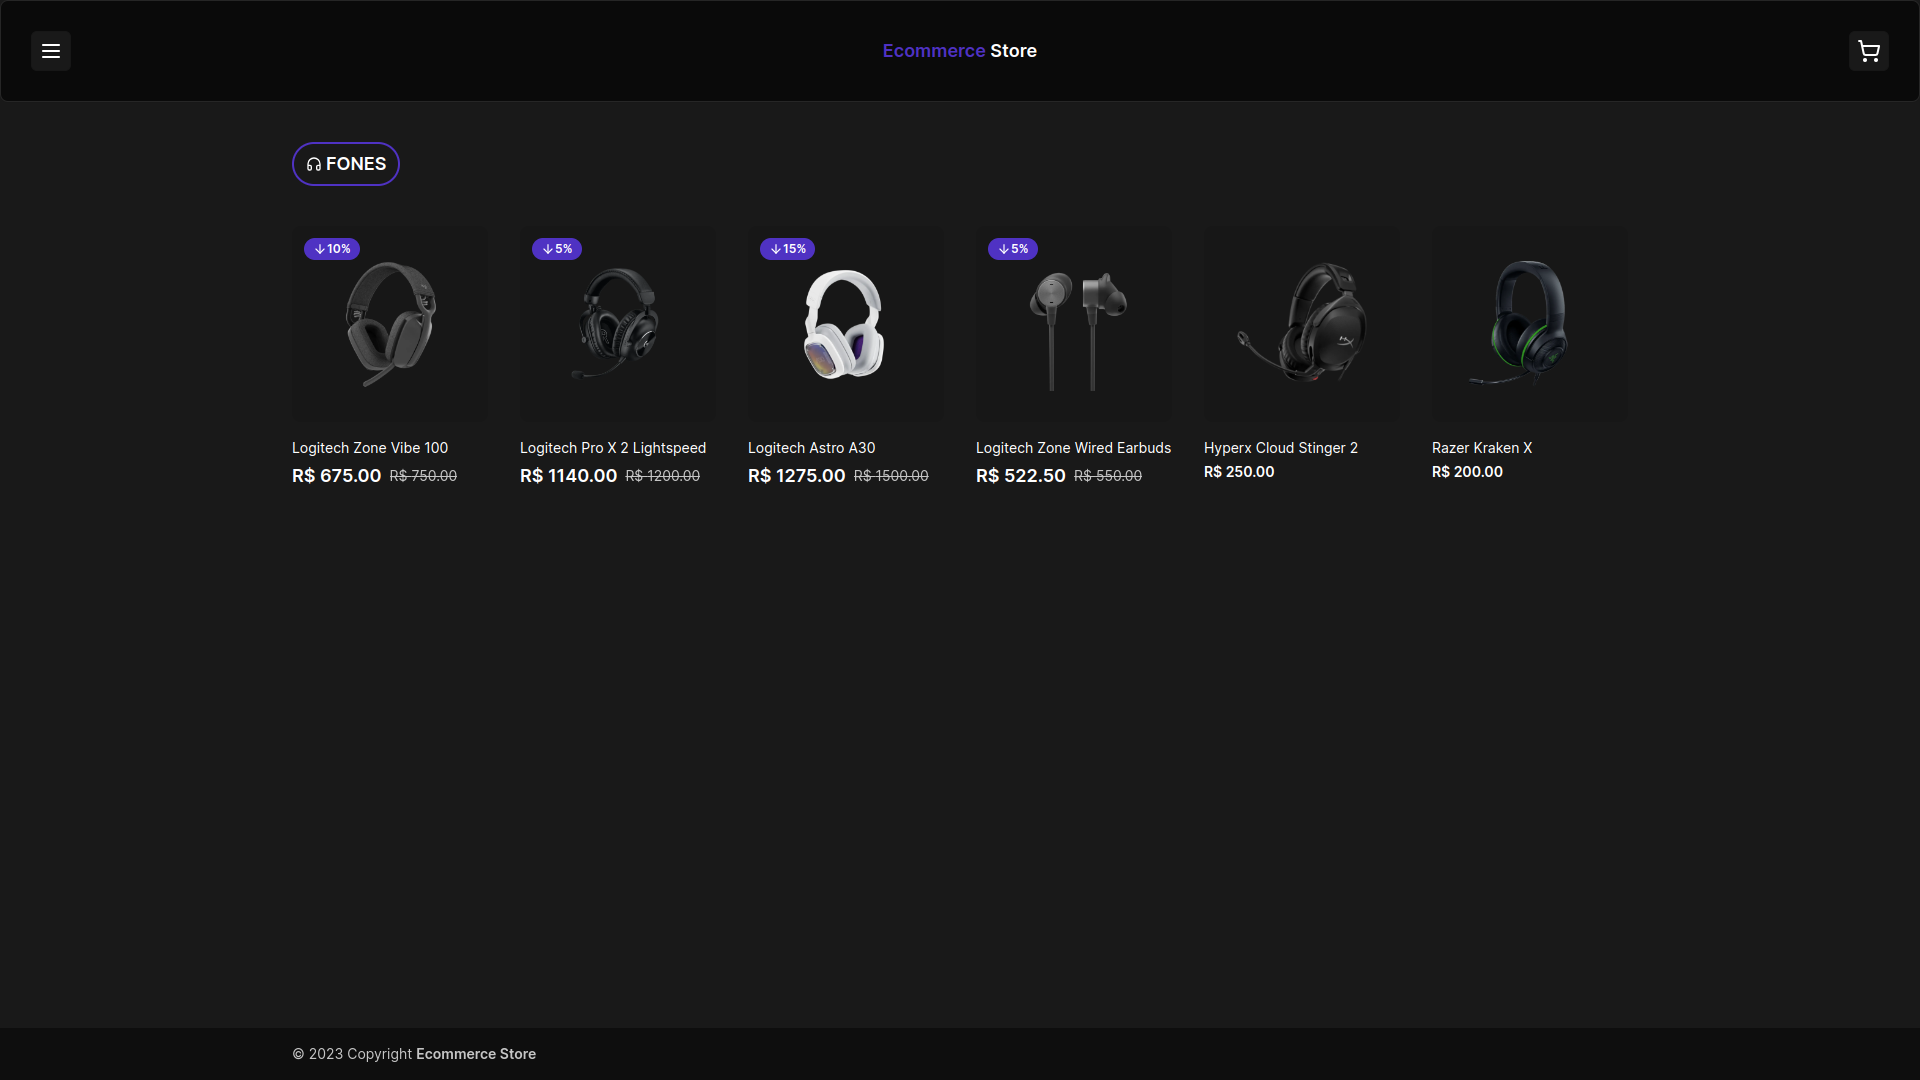 Ecommerce Store
FONES
10%
5%
15%
5%
Logitech Zone Vibe 100
R$ 675.00 R$ 750.00
Logitech Pro X 2 Lightspeed
R$ 1140.00 R$ 1200.00
Logitech Astro A30
R$ 1275.00 R$ 1500.00
Logitech Zone Wired Earbuds
R$ 522.50 R$ 550.00
Hyperx Cloud Stinger 2
R$ 250.00
Razer Kraken X
R$ 200.00
© 2023 Copyright Ecommerce Store